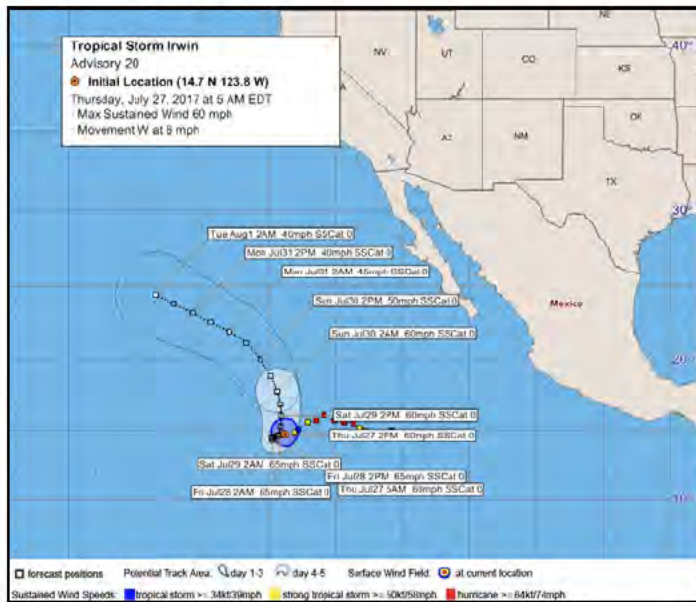 Tropical Storm Irwin
Advisory 20
Initial Location (14.7 N 123.8 W)
Thursday, July 27, 2017 at 5 AM EDT
Max Sustained Wind 60 mph
Movement W at 8 mph
NV
UT
CO
NE
KS
40°
AZ
NM
OK
TX
30°
Tue Aug1 2AM 40mph SSCat 0
Mon Jul31 2PM 40mph SSCat 0
Mon Jul31 2AM 45mph SSCat 0
Sun Jul30 2PM 50mph SSCat 0
Mexico
Sun Jul30 2AM 60mph SSCat 0
20°
Sat Jul29 2PM 60mph SSCat 0
Thu Jul27 2PM 60mph SSCat 0
Sat Jul29 2AM 65mph SSCat 0
Fri Jul28 2PM 65mph SSCat 0
Fri Jul28 2AM 65mph SSCat 0
Thu Jul27 5AM 60mph SSCat 0
10°
forecast positions Potential Track Area: day 1-3 day 4-5 Surface Wind Field: at current location
Sustained Wind Speeds: tropical storm >= 34kt/39mph strong tropical storm >= 50kt/58mph hurricane >= 64kt/74mph